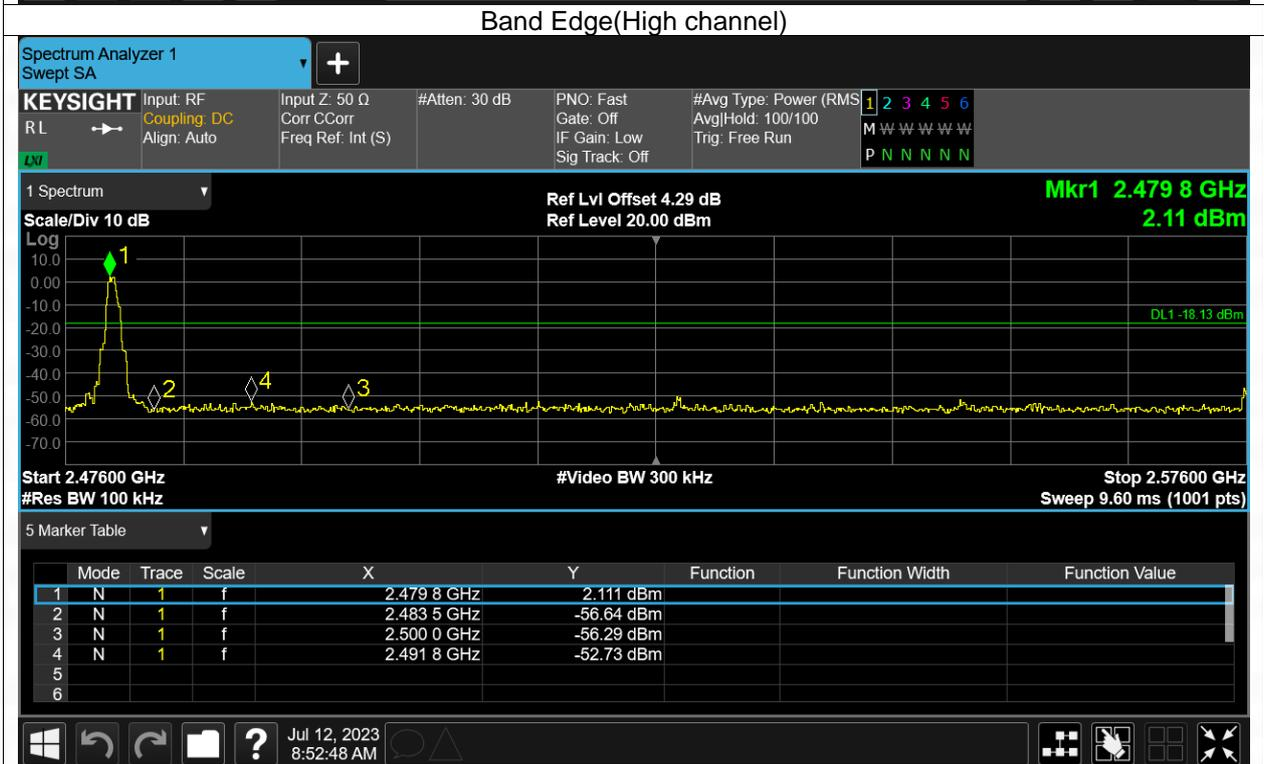 Band Edge(High channel)
Spectrum Analyzer 1
Swept SA
+
KEYSIGHT Input: RF Input Z: 50 Ω #Atten: 30 dB PNO: Fast #Avg Type: Power (RMS 1 2 3 4 5 6
RL Coupling: DC Corr CCorr Gate: Off Avg|Hold: 100/100 M W W W W W
Align: Auto Freq Ref: Int (S) IF Gain: Low Trig: Free Run
LXI Sig Track: Off P N N N N N
1 Spectrum
Scale/Div 10 dB
Ref Lvl Offset 4.29 dB
Ref Level 20.00 dBm
Mkr1 2.479 8 GHz
2.11 dBm
Log
10.0
0.00
-10.0
-20.0
-30.0
-40.0
-50.0
-60.0
-70.0
1
2
4
3
DL1 -18.13 dBm
Start 2.47600 GHz #Video BW 300 kHz Stop 2.57600 GHz
#Res BW 100 kHz Sweep 9.60 ms (1001 pts)
5 Marker Table
Mode Trace Scale X Y Function Function Width Function Value
1 N 1 f 2.479 8 GHz 2.111 dBm
2 N 1 f 2.483 5 GHz -56.64 dBm
3 N 1 f 2.500 0 GHz -56.29 dBm
4 N 1 f 2.491 8 GHz -52.73 dBm
5
6
?
Jul 12, 2023
8:52:48 AM